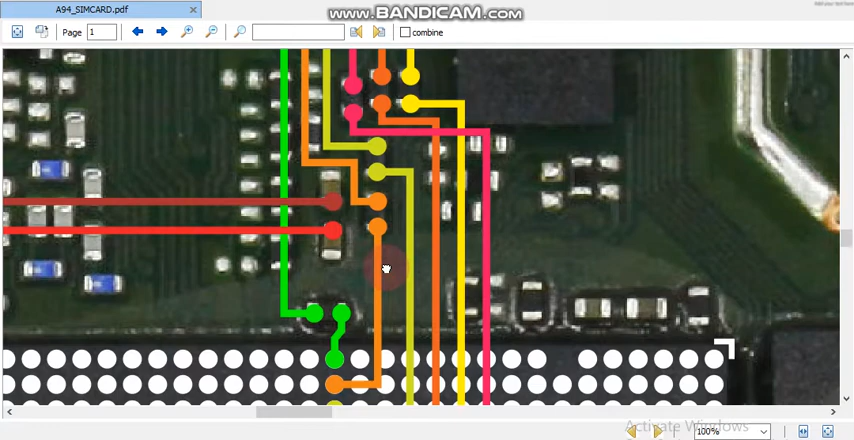 A94_SIMCARD.pdf
WWW.BANDICAM.COM
Page 1
combine
Activate Windows
100%